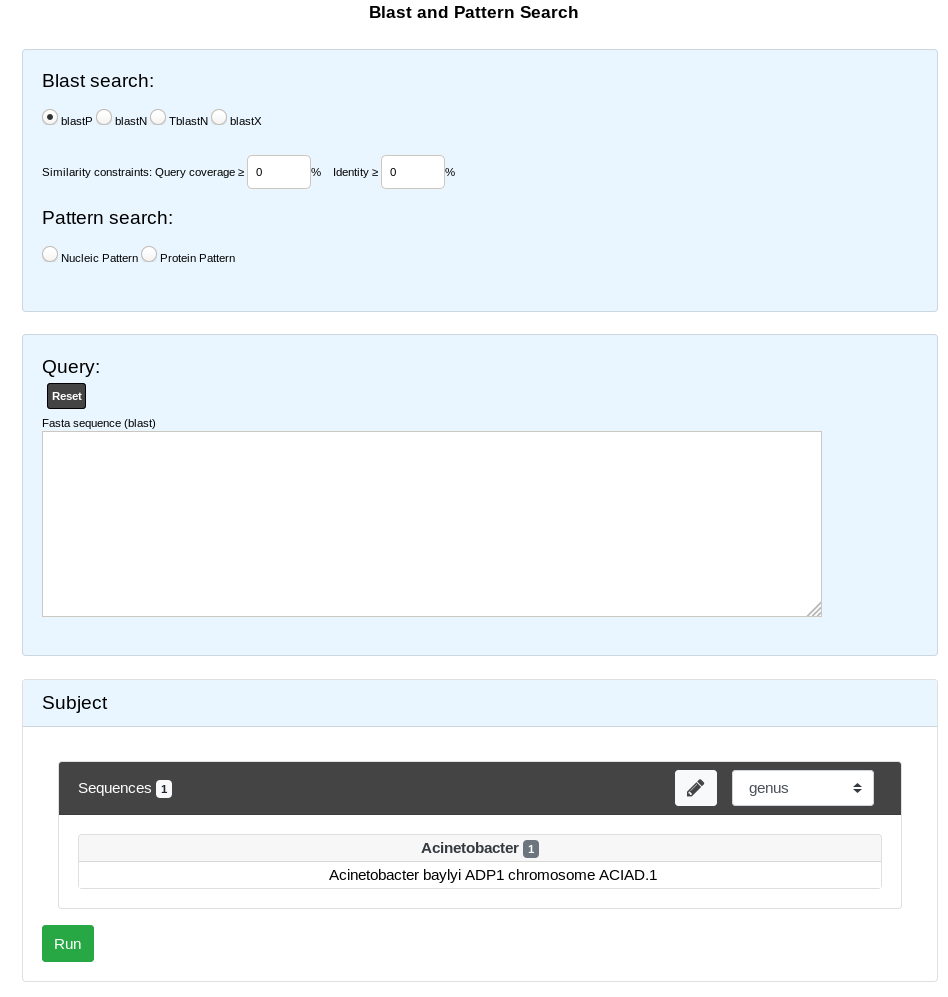 Blast and Pattern Search
Blast search:
blastP blastN TblastN blastX
Similarity constraints: Query coverage ≥ 0 % Identity ≥ 0 %
Pattern search:
Nucleic Pattern Protein Pattern
Query:
Reset
Fasta sequence (blast)
Subject
Sequences 1 genus
Acinetobacter 1
Acinetobacter baylyi ADP1 chromosome ACIAD.1
Run